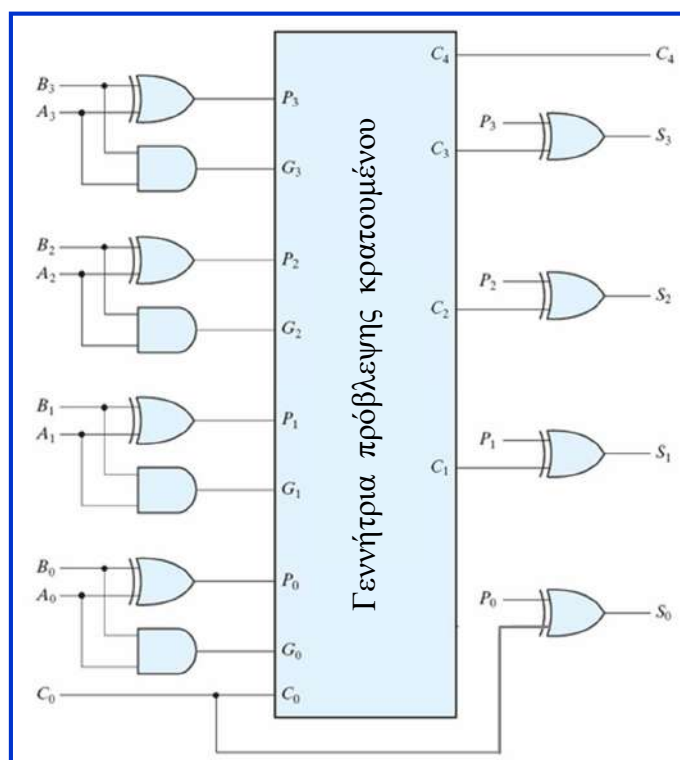 B₃
A₃
P₃
G₃
B₂
A₂
P₂
G₂
B₁
A₁
P₁
G₁
B₀
A₀
P₀
G₀
C₀
C₀
Γεννήτρια πρόβλεψης κρατουμένου
C₄
C₄
P₃
C₃
S₃
P₂
C₂
S₂
P₁
C₁
S₁
P₀
S₀